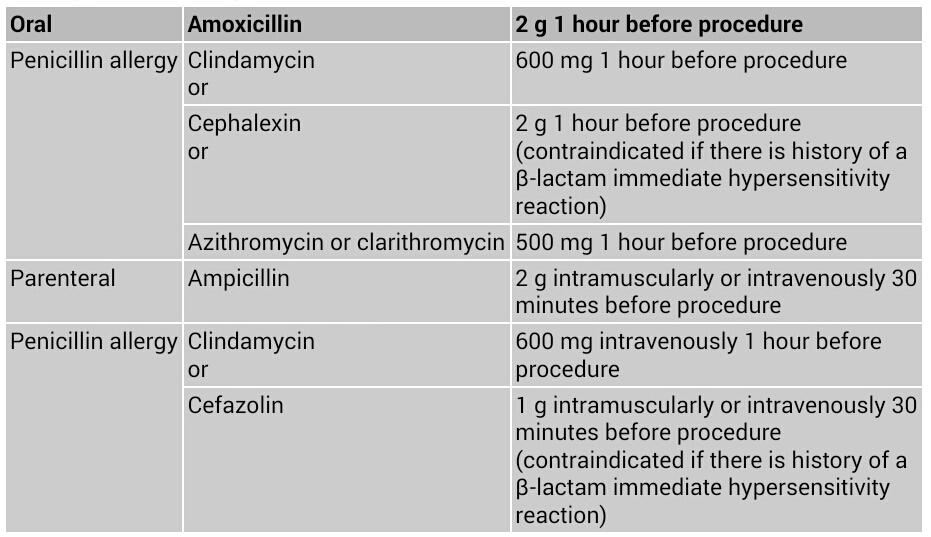 Oral
Amoxicillin
2 g 1 hour before procedure
Penicillin allergy
Clindamycin
or
600 mg 1 hour before procedure
Cephalexin
or
2 g 1 hour before procedure
(contraindicated if there is history of a
β-lactam immediate hypersensitivity
reaction)
Azithromycin or clarithromycin
500 mg 1 hour before procedure
Parenteral
Ampicillin
2 g intramuscularly or intravenously 30
minutes before procedure
Penicillin allergy
Clindamycin
or
600 mg intravenously 1 hour before
procedure
Cefazolin
1 g intramuscularly or intravenously 30
minutes before procedure
(contraindicated if there is history of a
β-lactam immediate hypersensitivity
reaction)